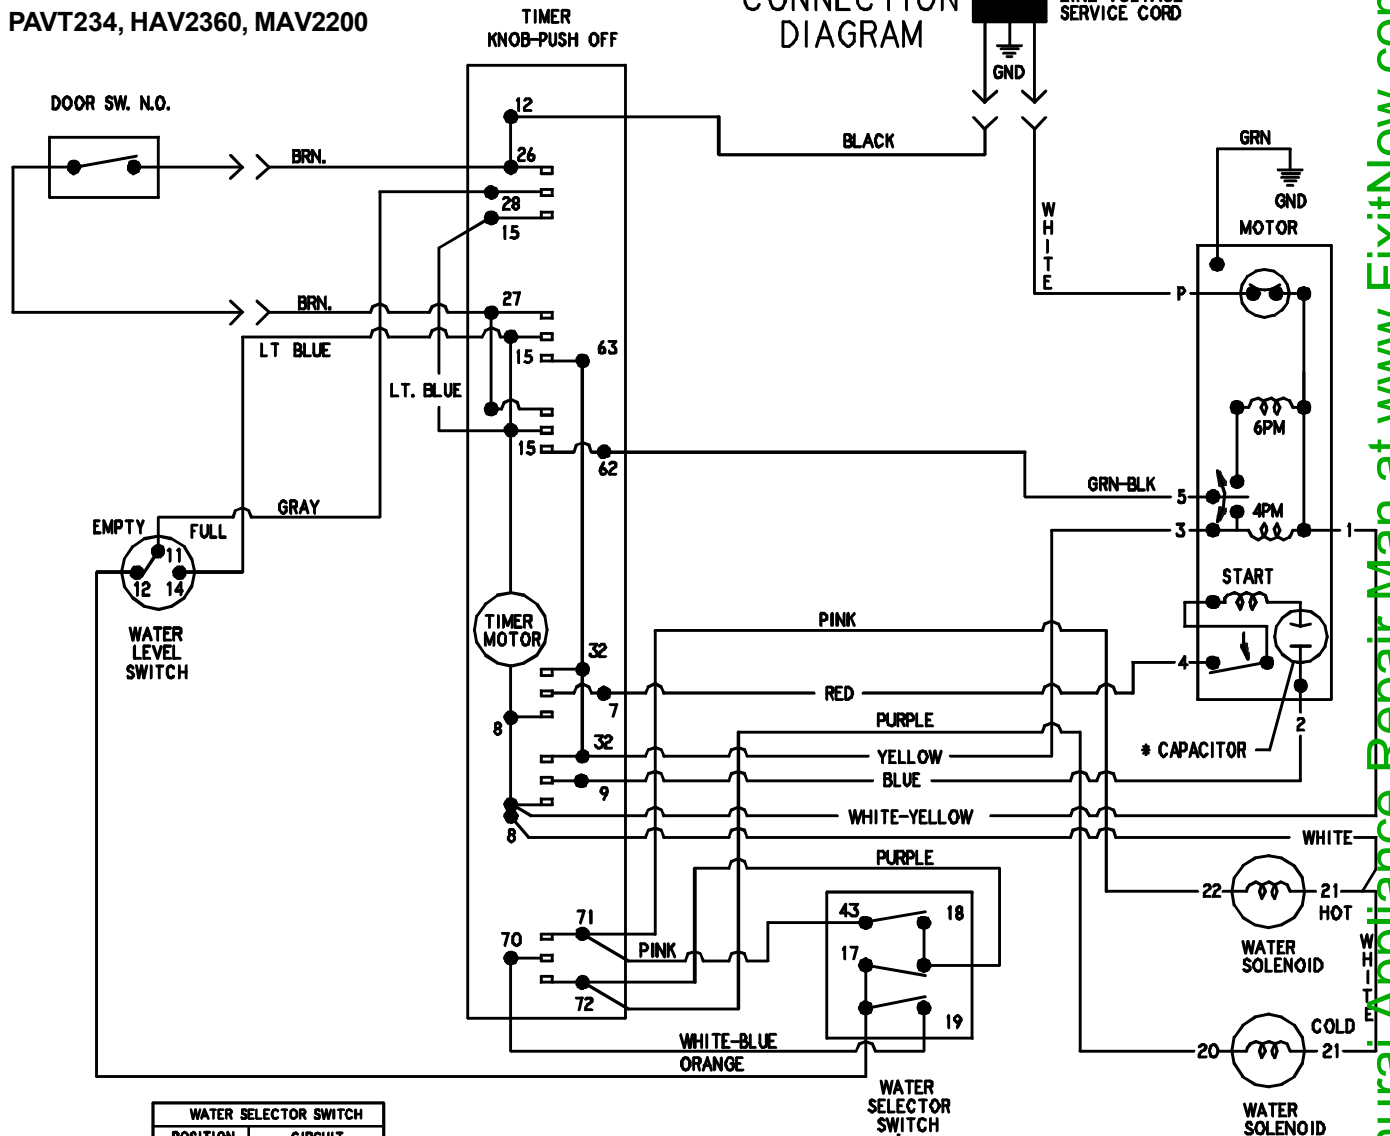 PAVT234, HAV2360, MAV2200
TIMER
KNOB-PUSH OFF
CONNECTION
DIAGRAM
SERVICE CORD
GND
DOOR SW. N.O.
BRN.
12
26
28
15
BLACK
WHITE
GRN
GND
MOTOR
P
BRN.
27
LT BLUE
15
63
LT. BLUE
15
62
6PM
GRN-BLK
5
4PM
3
1
GRAY
EMPTY
FULL
11
12
14
WATER
LEVEL
SWITCH
TIMER
MOTOR
START
PINK
4
32
7
RED
8
PURPLE
2
* CAPACITOR
32
YELLOW
BLUE
9
WHITE-YELLOW
8
WHITE
PURPLE
22
21
HOT
WATER
SOLENOID
71
70
PINK
43
18
17
72
19
WHITE
WHITE-BLUE
ORANGE
COLD
20
21
WATER
SOLENOID
WATER
SELECTOR
SWITCH
WATER SELECTOR SWITCH
POSITION
CIRCUIT
Appliance Repair Man at www. FixitNow.com